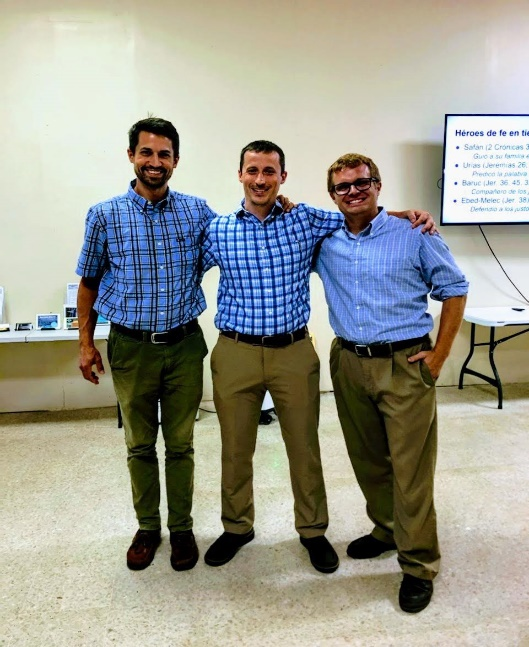 Héroes de fe en tie
• Safán (2 Crónicas 3
Guió a su familia e
• Urías (Jeremías 26.
Predicó la palabra
• Baruc (Jer. 36, 45, 3
Compañero de los j
• Ebed-Melec (Jer. 38)
Defendió a los justo